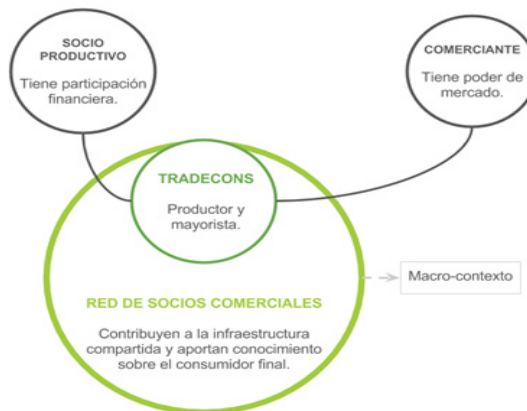 SOCIO
PRODUCTIVO
Tiene participación
financiera.
COMERCIANTE
Tiene poder de
mercado.
TRADECONS
Productor y
mayorista.
Macro-contexto
RED DE SOCIOS COMERCIALES
Contribuyen a la infraestructura
compartida y aportan conocimiento
sobre el consumidor final.